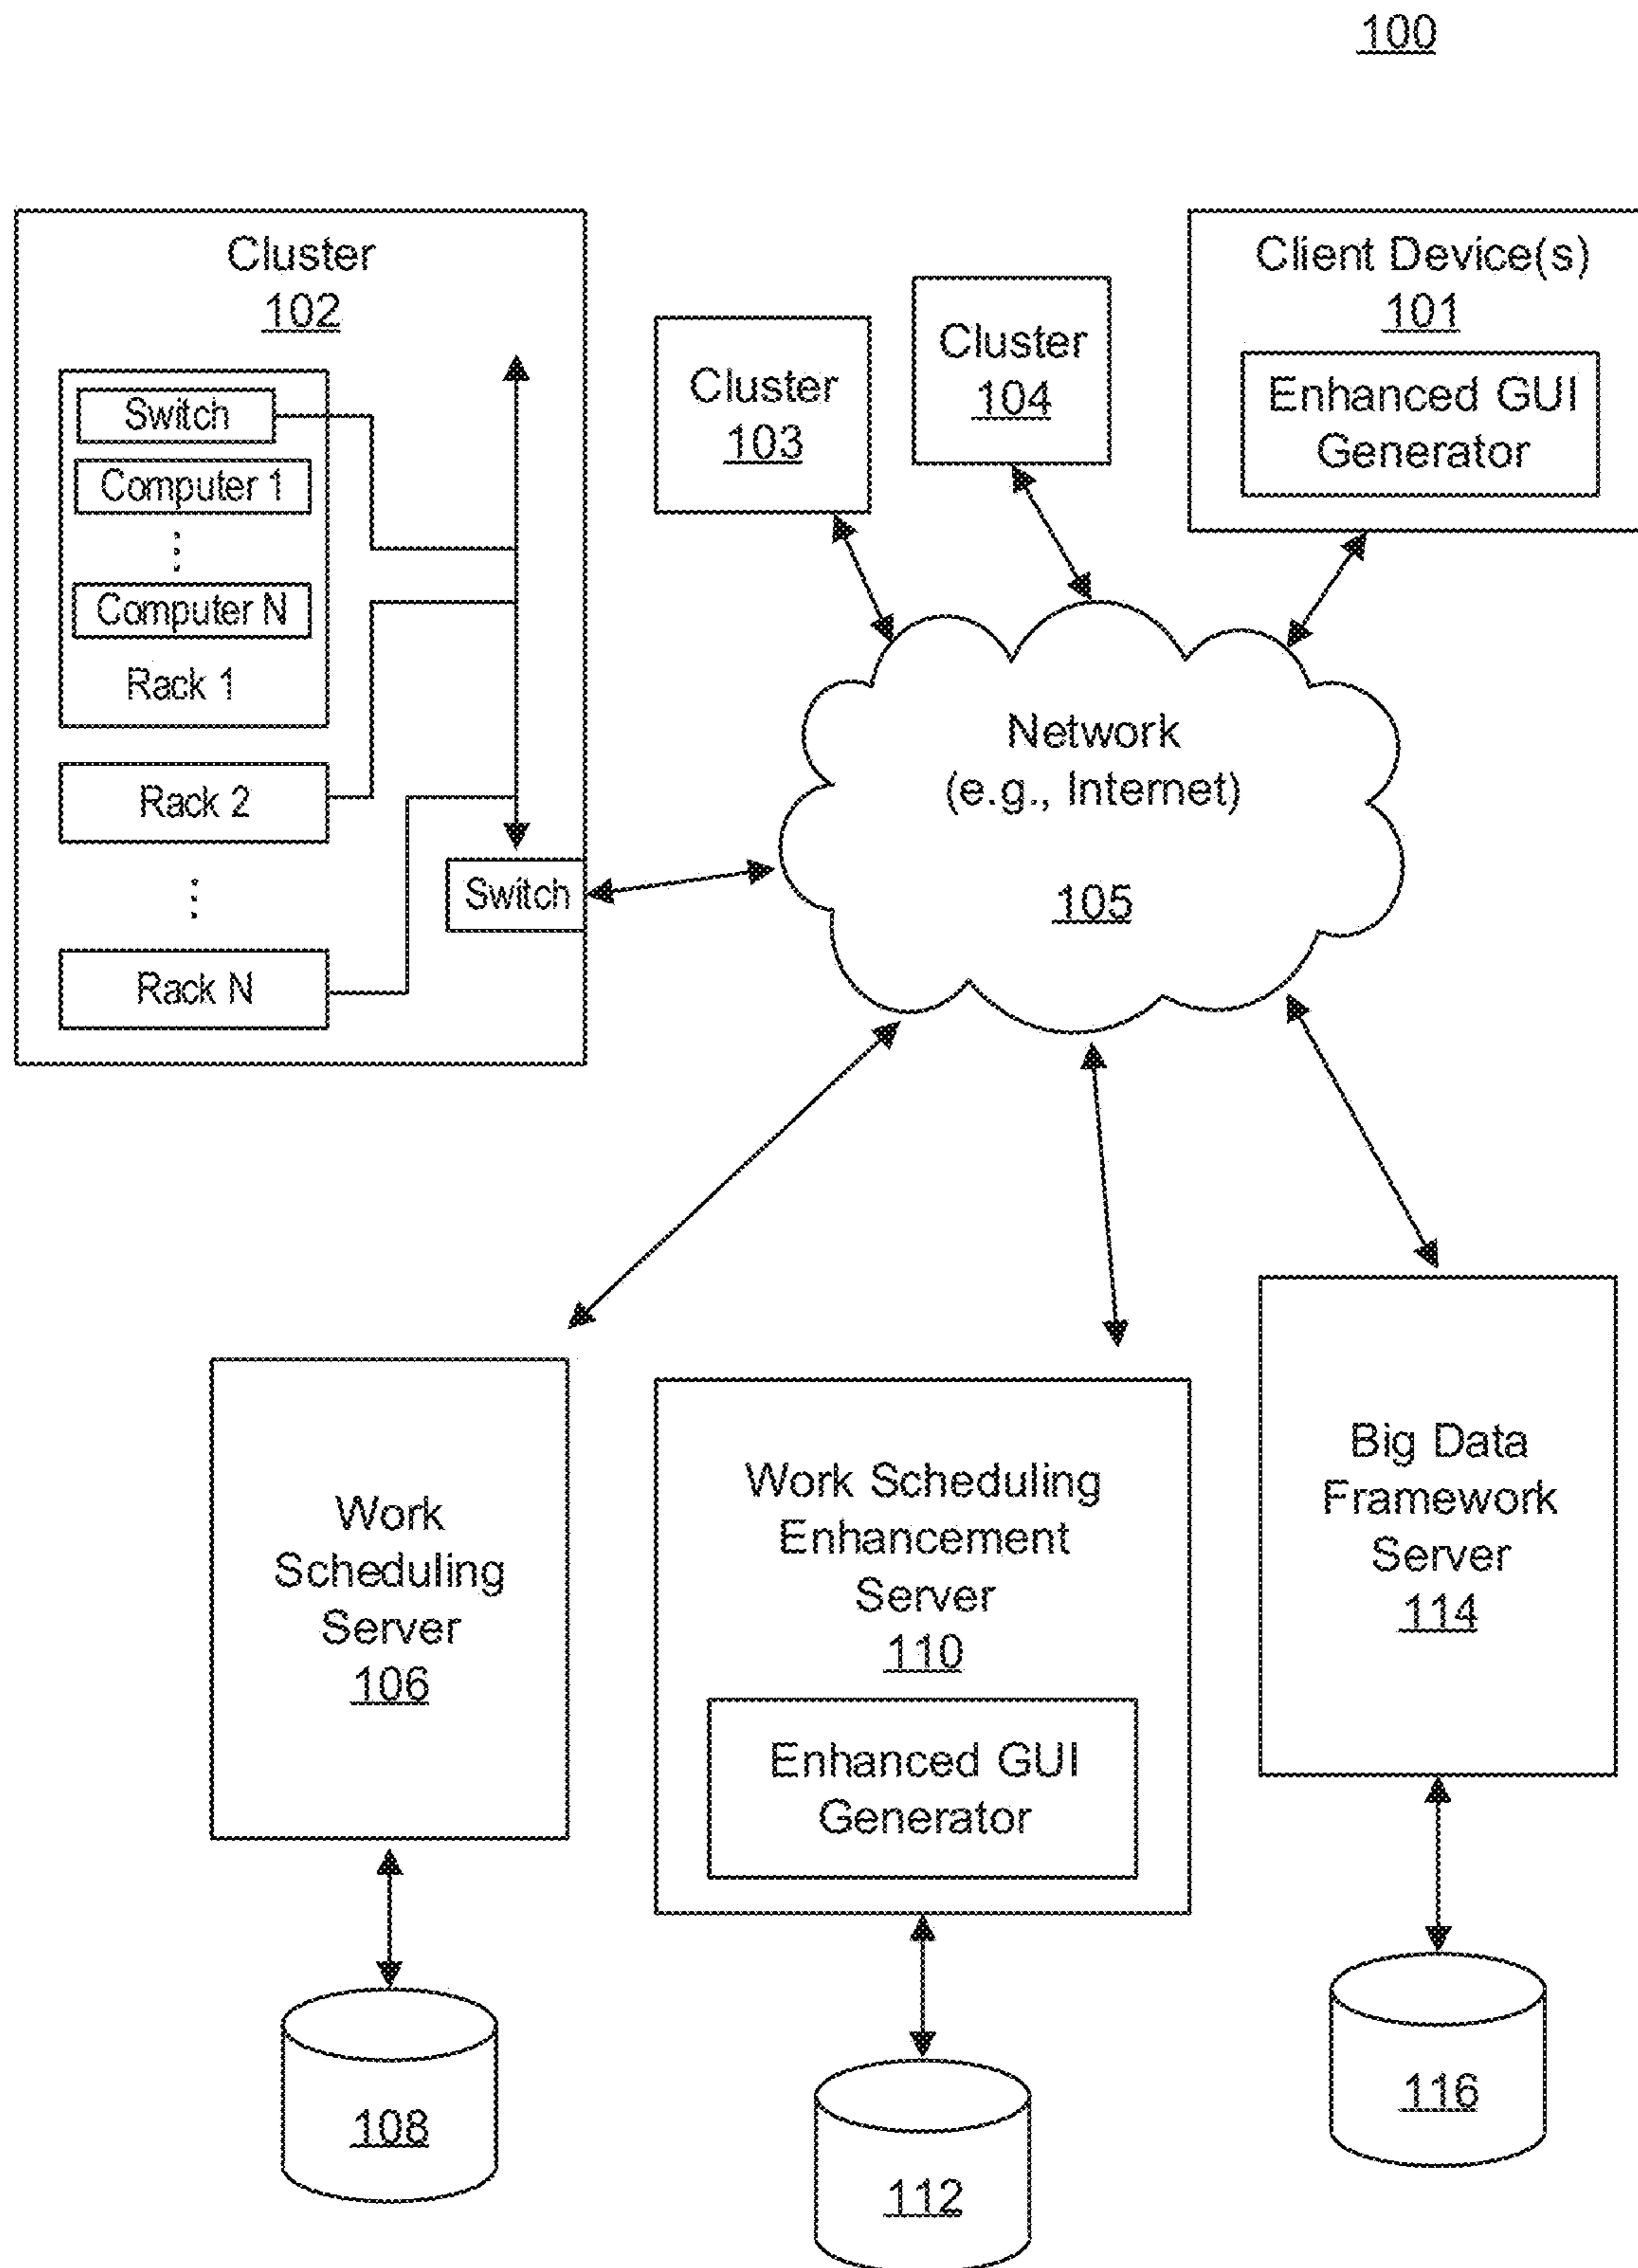 100
Cluster
102
Switch
Computer 1
Computer N
Rack 1
Rack 2
Rack N
Switch
Cluster
103
Cluster
104
Client Device(s)
101
Enhanced GUI
Generator
Network
(e.g., Internet)
105
Work
Scheduling
Server
106
Work Scheduling
Enhancement
Server
110
Enhanced GUI
Generator
Big Data
Framework
Server
114
108
112
116